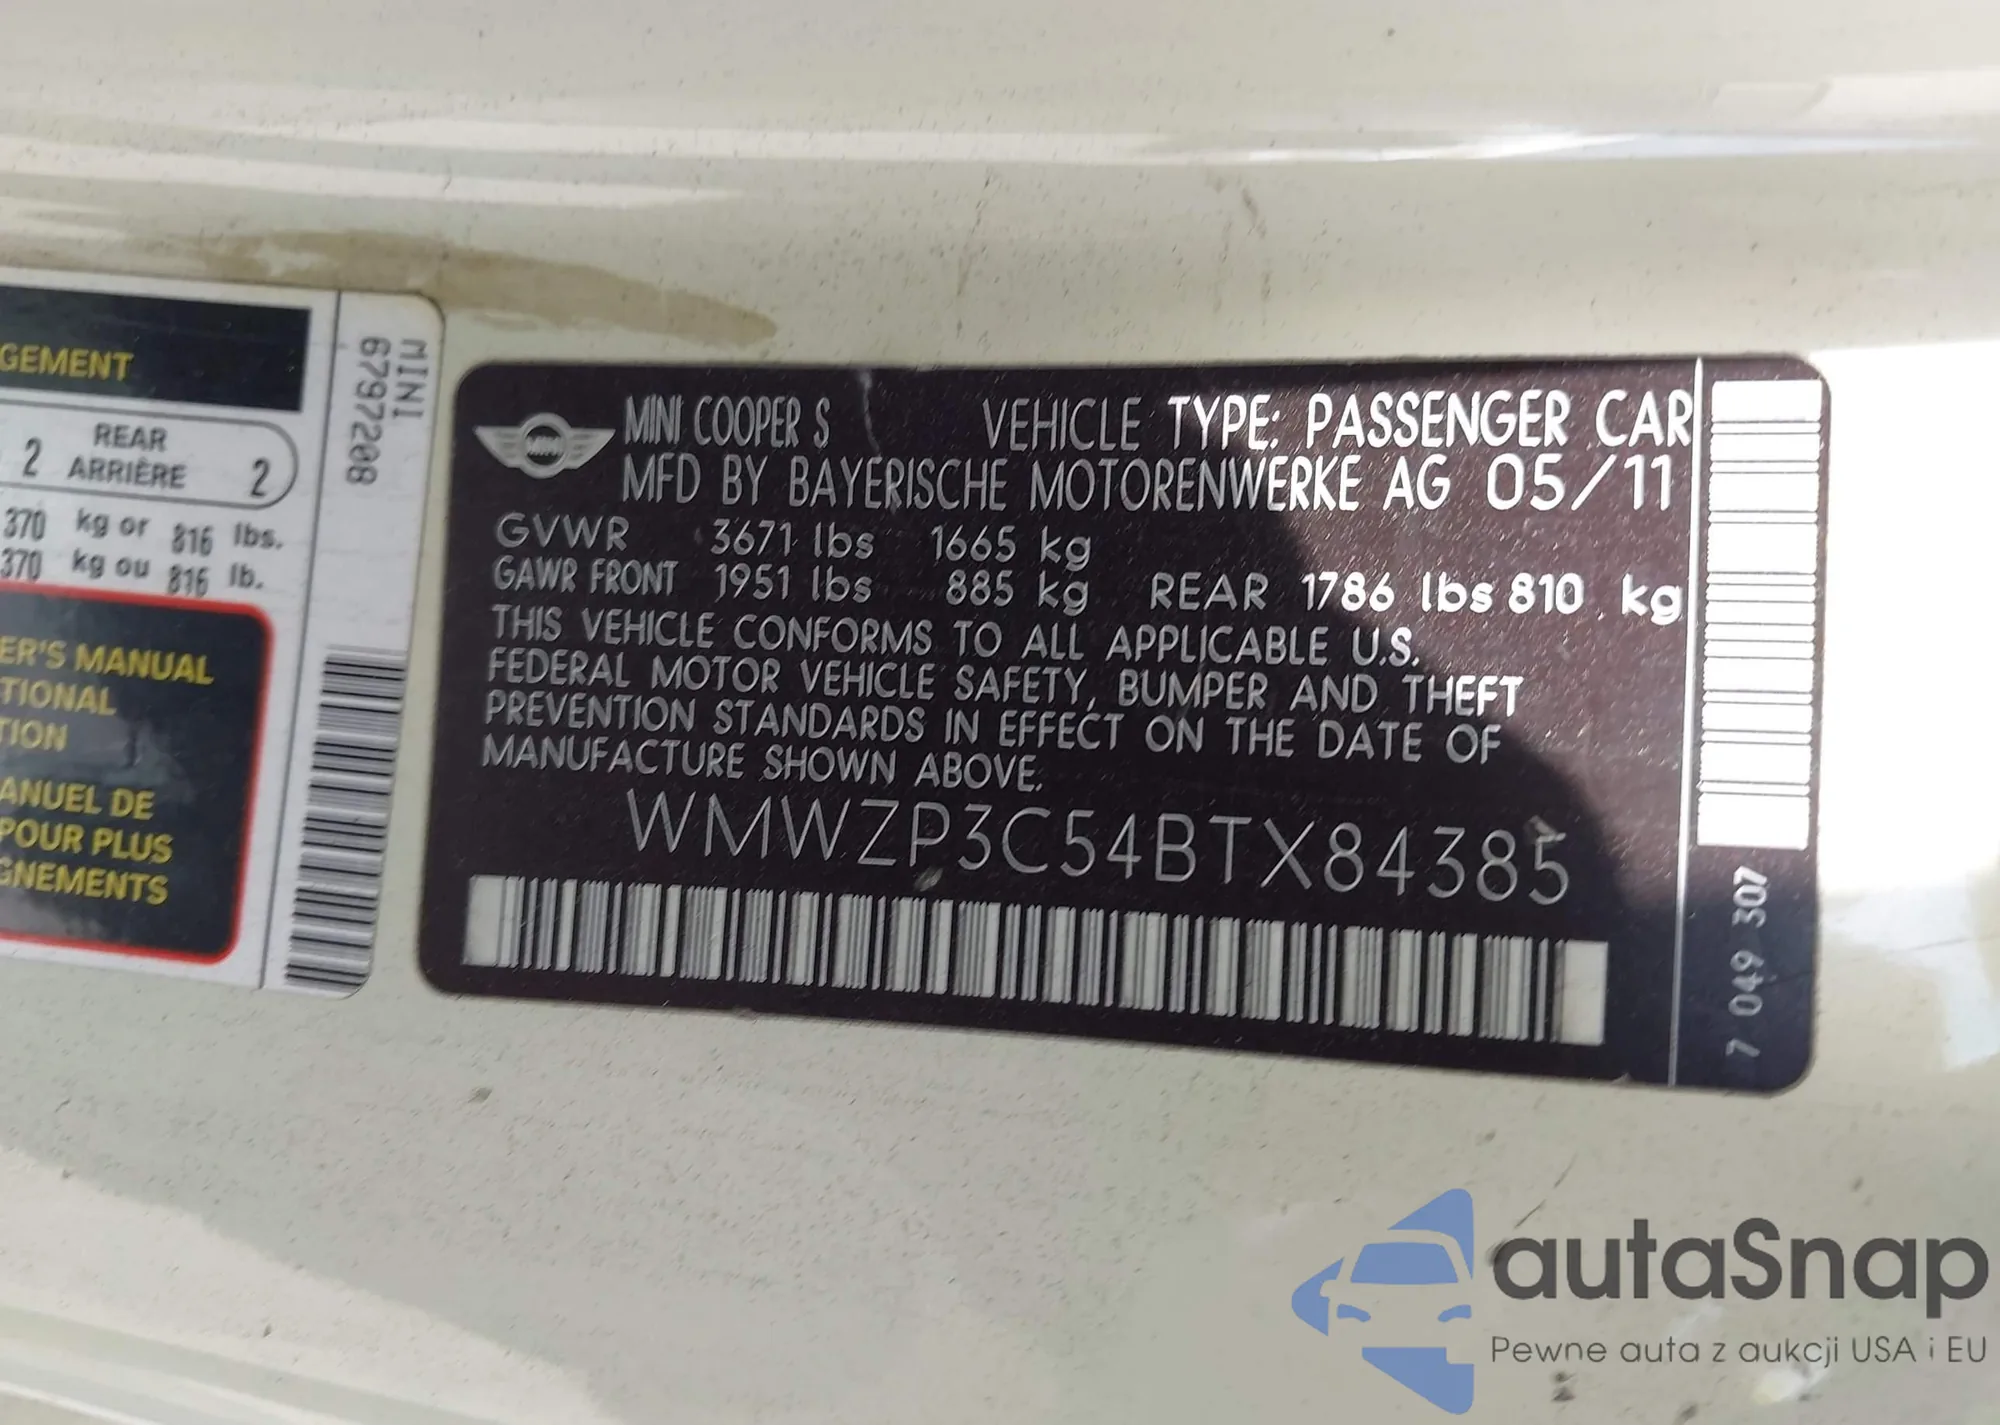 GEMENT
2 REAR 2
ARRIÈRE
370 kg or 816 lbs.
370 kg ou 816 lb.
ER'S MANUAL
TIONAL
TION
ANUEL DE
POUR PLUS
GNEMENTS
MINI
6797208
MINI
MINI COOPER S VEHICLE TYPE: PASSENGER CAR
MFD BY BAYERISCHE MOTORENWERKE AG 05/11
GVWR 3671 lbs 1665 kg
GAWR FRONT 1951 lbs 885 kg REAR 1786 lbs 810 kg
THIS VEHICLE CONFORMS TO ALL APPLICABLE U.S.
FEDERAL MOTOR VEHICLE SAFETY, BUMPER AND THEFT
PREVENTION STANDARDS IN EFFECT ON THE DATE OF
MANUFACTURE SHOWN ABOVE.
WMWZP3C54BTX84385
7 049 307
autaSnap
Pewne auta z aukcji USA i EU